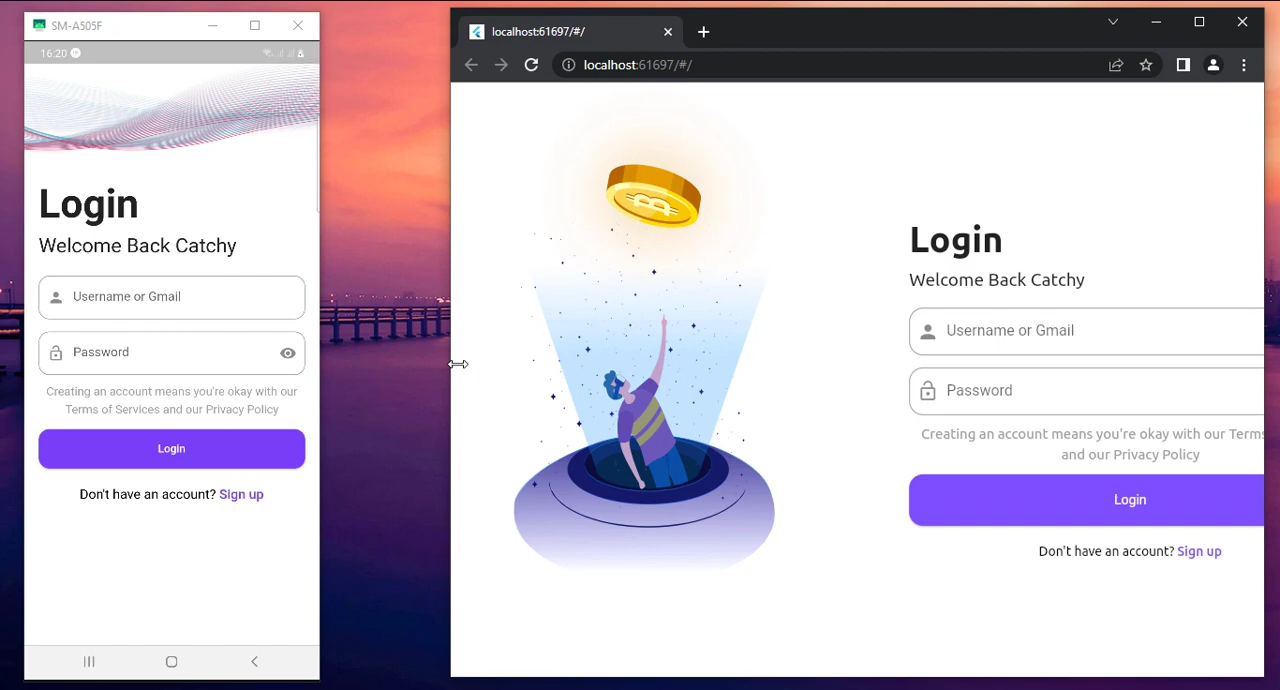 SM-A505F
16:20
Login
Welcome Back Catchy
Username or Gmail
Password
Creating an account means you're okay with our
Terms of Services and our Privacy Policy
Login
Don't have an account? Sign up
localhost:61697/#/
localhost:61697/#/
Login
Welcome Back Catchy
Username or Gmail
Password
Creating an account means you're okay with our Terms
and our Privacy Policy
Login
Don't have an account? Sign up